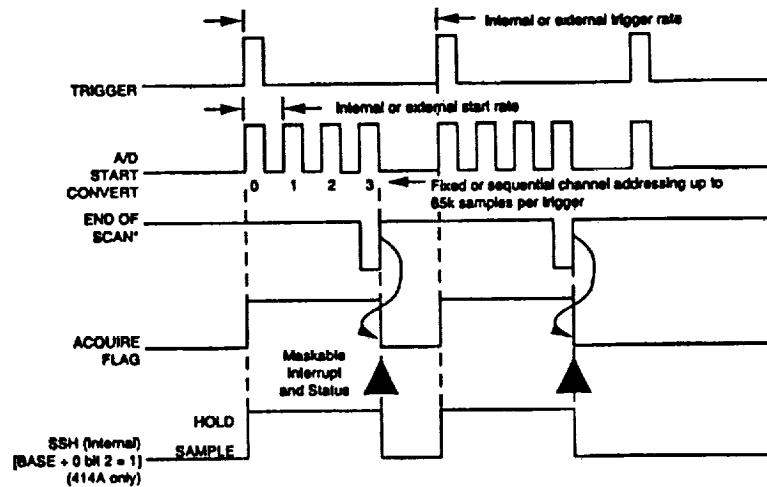 Internal or external trigger rate
TRIGGER
Internal or external start rate
A/D
START
CONVERT
0 1 2 3
Fixed or sequential channel addressing up to
65k samples per trigger
END OF
SCAN*
ACQUIRE
FLAG
Maskable
Interrupt
and Status
HOLD
SAMPLE
SSH (Internal)
[BASE + 0 bit 2 = 1]
(414A only)